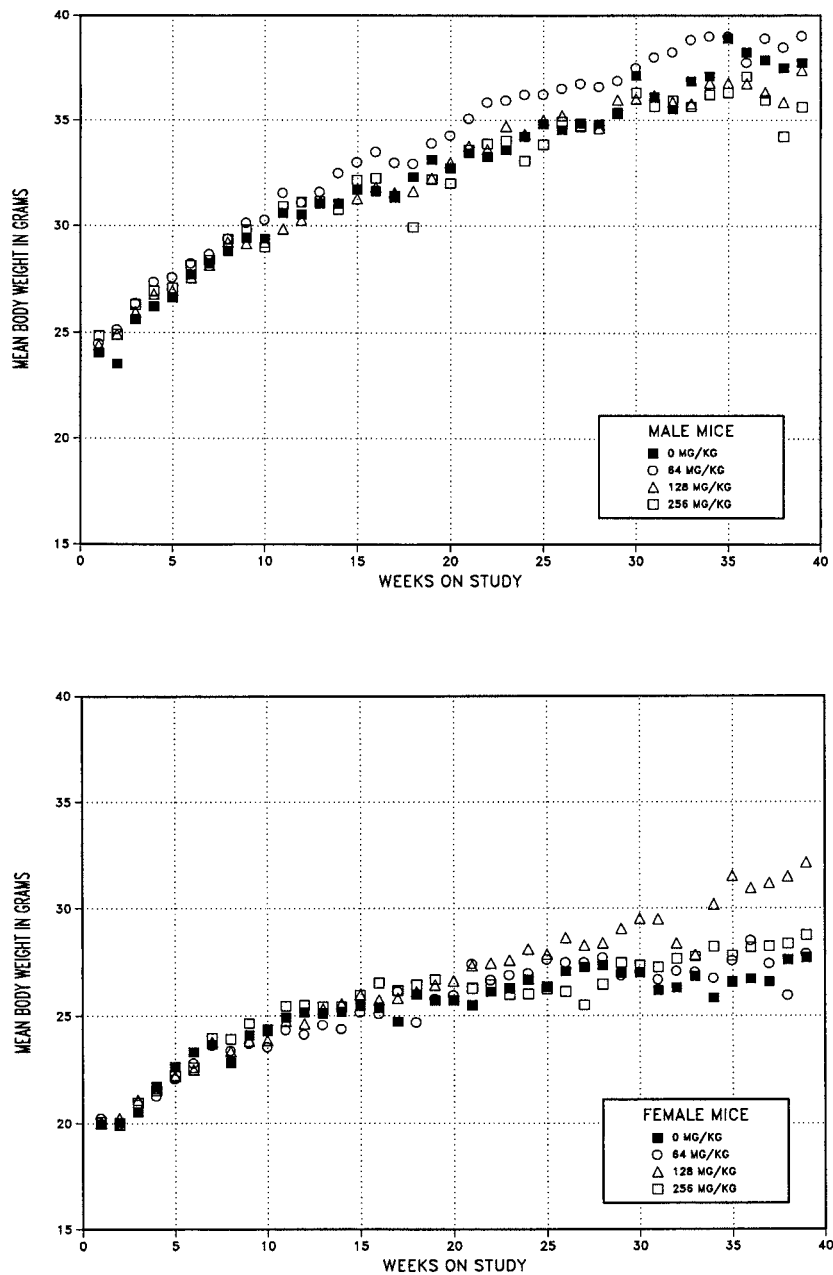 40
35
30
25
20
15
MEAN BODY WEIGHT IN GRAMS
MALE MICE
0 MG/KG
64 MG/KG
128 MG/KG
256 MG/KG
0 5 10 15 20 25 30 35 40
WEEKS ON STUDY
40
35
30
25
20
15
MEAN BODY WEIGHT IN GRAMS
FEMALE MICE
0 MG/KG
64 MG/KG
128 MG/KG
256 MG/KG
0 5 10 15 20 25 30 35 40
WEEKS ON STUDY